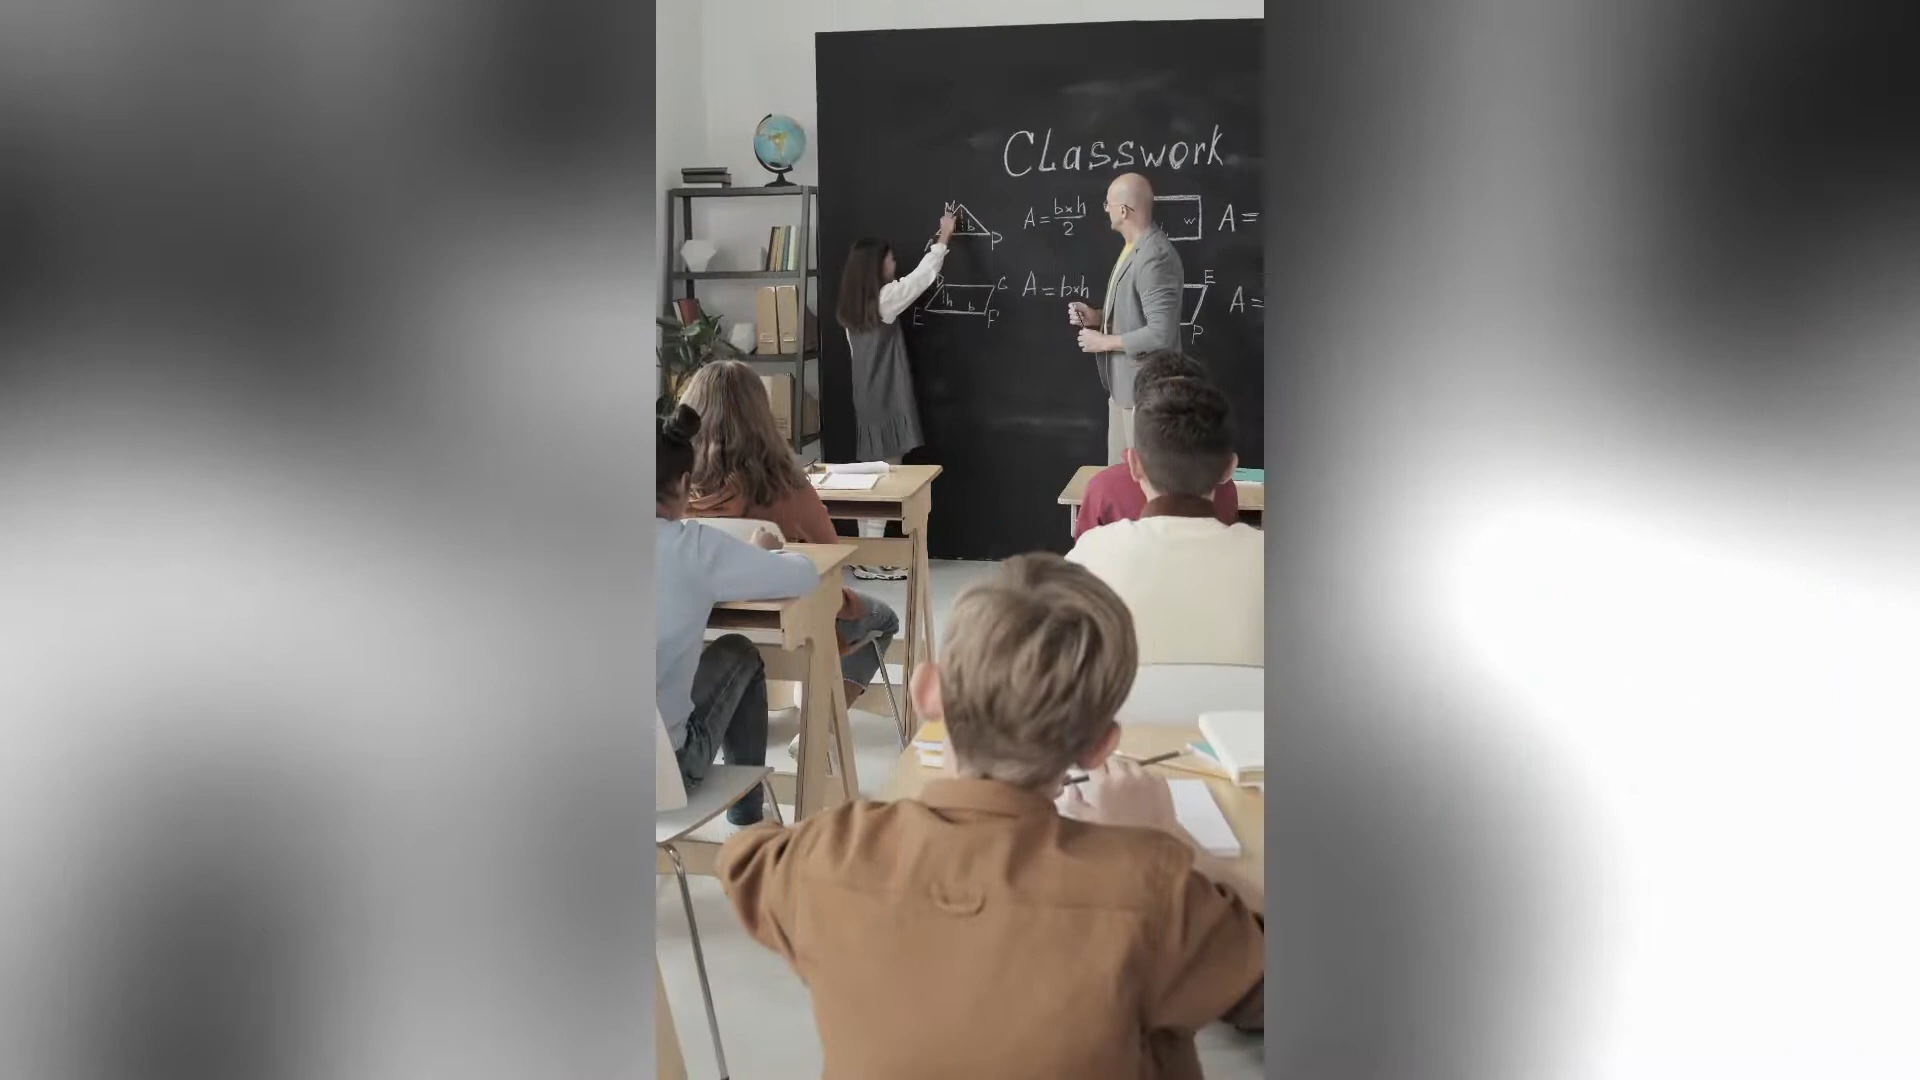 Classwork
M
b
P
A = b×h/2
w
A =
D
C
h
b
E
F
A = b×h
E
P
A =